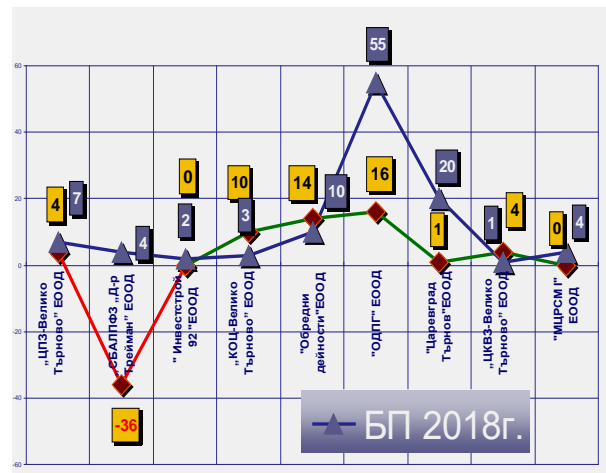 55
60
40
20
0
-20
-40
-60
4
7
-36
4
0
2
10
3
14
10
16
1
20
1
4
0
4
„ЦПЗ-Велико
Търново” ЕООД
„СБАЛПФЗ „Д-р
Трейман” ЕООД
" Инвестстрой
92 "ЕООД
„КОЦ-Велико
Търново” ЕООД
"Обредни
дейности"ЕООД
"ОДПГ" ЕООД
"Царевград
Търнов"ЕООД
„ЦКВЗ-Велико
Търново” ЕООД
"МЦРСМ I"
ЕООД
БП 2018г.